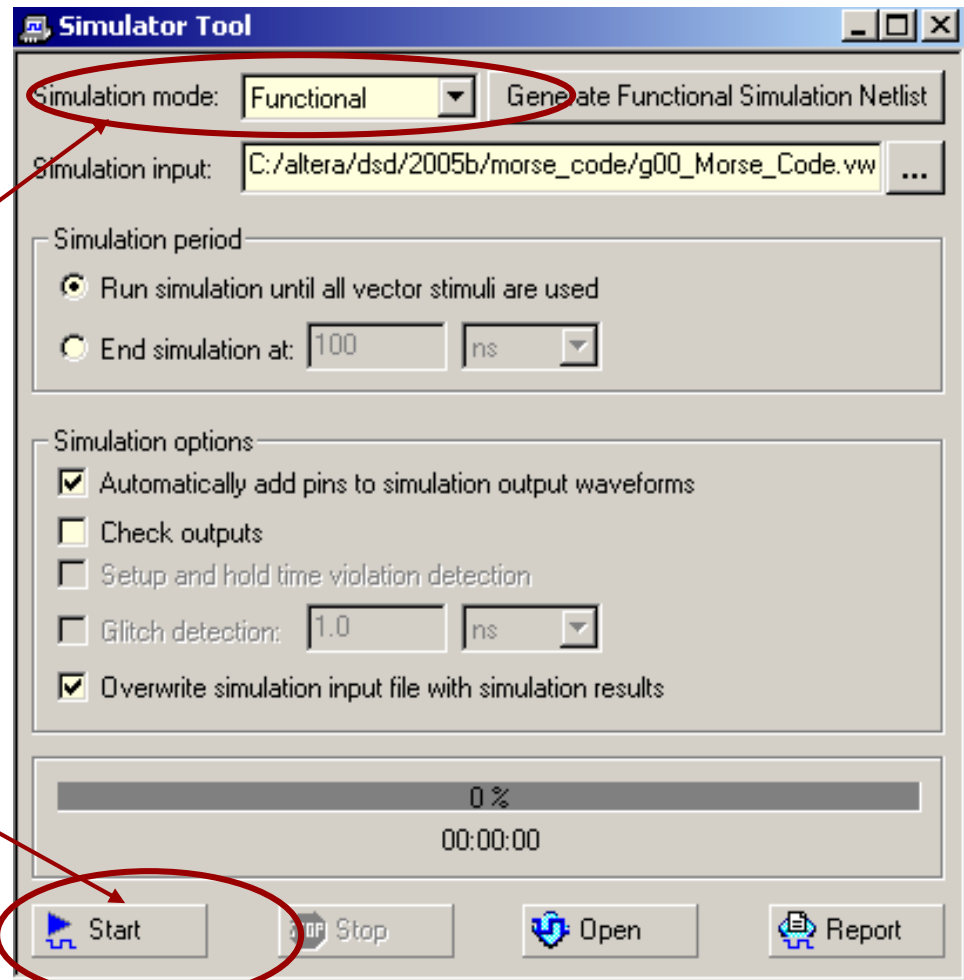 Simulator Tool
Simulation mode: Functional Generate Functional Simulation Netlist
Simulation input: C:/altera/dsd/2005b/morse_code/g00_Morse_Code.vw ...
Simulation period
Run simulation until all vector stimuli are used
End simulation at: 100 ns
Simulation options
Automatically add pins to simulation output waveforms
Check outputs
Setup and hold time violation detection
Glitch detection: 1.0 ns
Overwrite simulation input file with simulation results
0 %
00:00:00
Start Stop Open Report